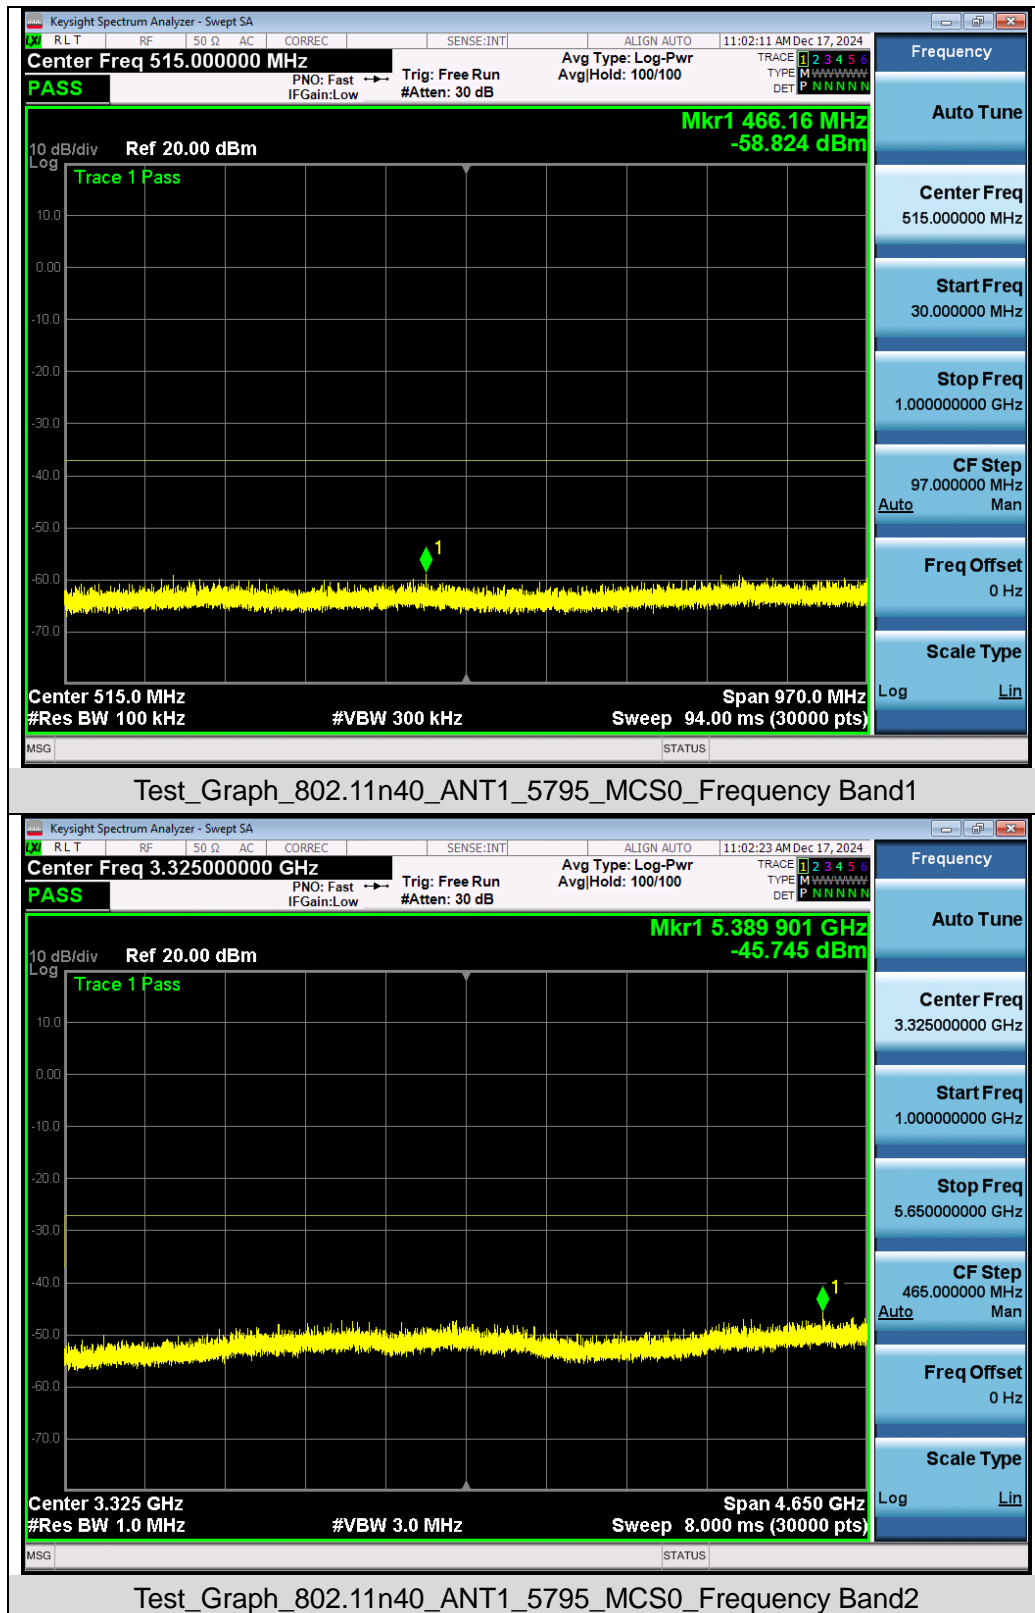 Keysight Spectrum Analyzer - Swept SA
LXI RLT RF 50 Ω AC CORREC SENSE:INT ALIGN AUTO 11:02:11 AM Dec 17, 2024
Center Freq 515.000000 MHz
PASS
PNO: Fast
IFGain:Low
Trig: Free Run
#Atten: 30 dB
Avg Type: Log-Pwr
Avg|Hold: 100/100
TRACE 1 2 3 4 5 6
TYPE M WWWWW
DET P N N N N N
Mkr1 466.16 MHz
-58.824 dBm
10 dB/div Ref 20.00 dBm
Log
Trace 1 Pass
10.0
0.00
-10.0
-20.0
-30.0
-40.0
-50.0
-60.0
-70.0
1
Center 515.0 MHz Span 970.0 MHz
#Res BW 100 kHz #VBW 300 kHz Sweep 94.00 ms (30000 pts)
MSG STATUS
Frequency
Auto Tune
Center Freq
515.000000 MHz
Start Freq
30.000000 MHz
Stop Freq
1.000000000 GHz
CF Step
97.000000 MHz
Auto Man
Freq Offset
0 Hz
Scale Type
Log Lin
Test_Graph_802.11n40_ANT1_5795_MCS0_Frequency Band1
Keysight Spectrum Analyzer - Swept SA
LXI RLT RF 50 Ω AC CORREC SENSE:INT ALIGN AUTO 11:02:23 AM Dec 17, 2024
Center Freq 3.325000000 GHz
PASS
PNO: Fast
IFGain:Low
Trig: Free Run
#Atten: 30 dB
Avg Type: Log-Pwr
Avg|Hold: 100/100
TRACE 1 2 3 4 5 6
TYPE M WWWWW
DET P N N N N N
Mkr1 5.389 901 GHz
-45.745 dBm
10 dB/div Ref 20.00 dBm
Log
Trace 1 Pass
10.0
0.00
-10.0
-20.0
-30.0
-40.0
-50.0
-60.0
-70.0
1
Center 3.325 GHz Span 4.650 GHz
#Res BW 1.0 MHz #VBW 3.0 MHz Sweep 8.000 ms (30000 pts)
MSG STATUS
Frequency
Auto Tune
Center Freq
3.325000000 GHz
Start Freq
1.000000000 GHz
Stop Freq
5.650000000 GHz
CF Step
465.000000 MHz
Auto Man
Freq Offset
0 Hz
Scale Type
Log Lin
Test_Graph_802.11n40_ANT1_5795_MCS0_Frequency Band2